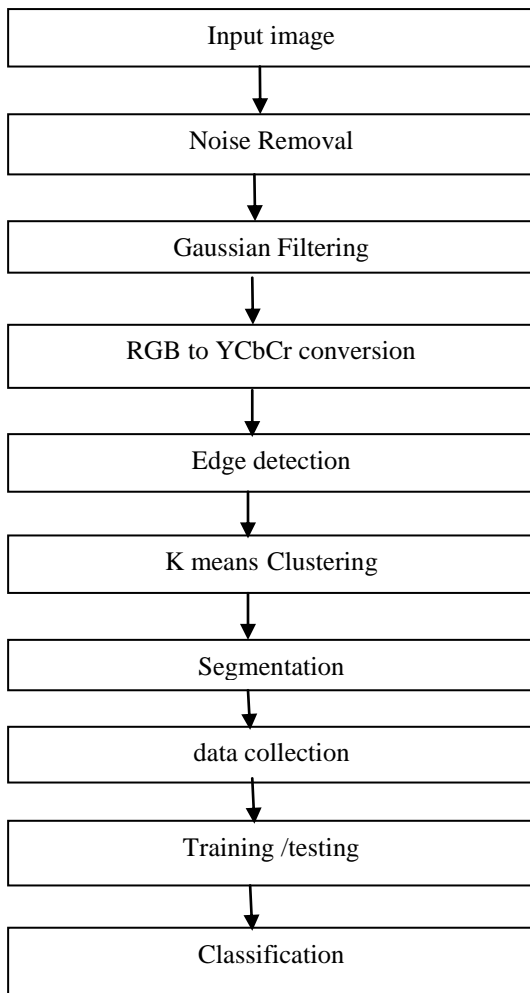 Input image
Noise Removal
Gaussian Filtering
RGB to YCbCr conversion
Edge detection
K means Clustering
Segmentation
data collection
Training /testing
Classification